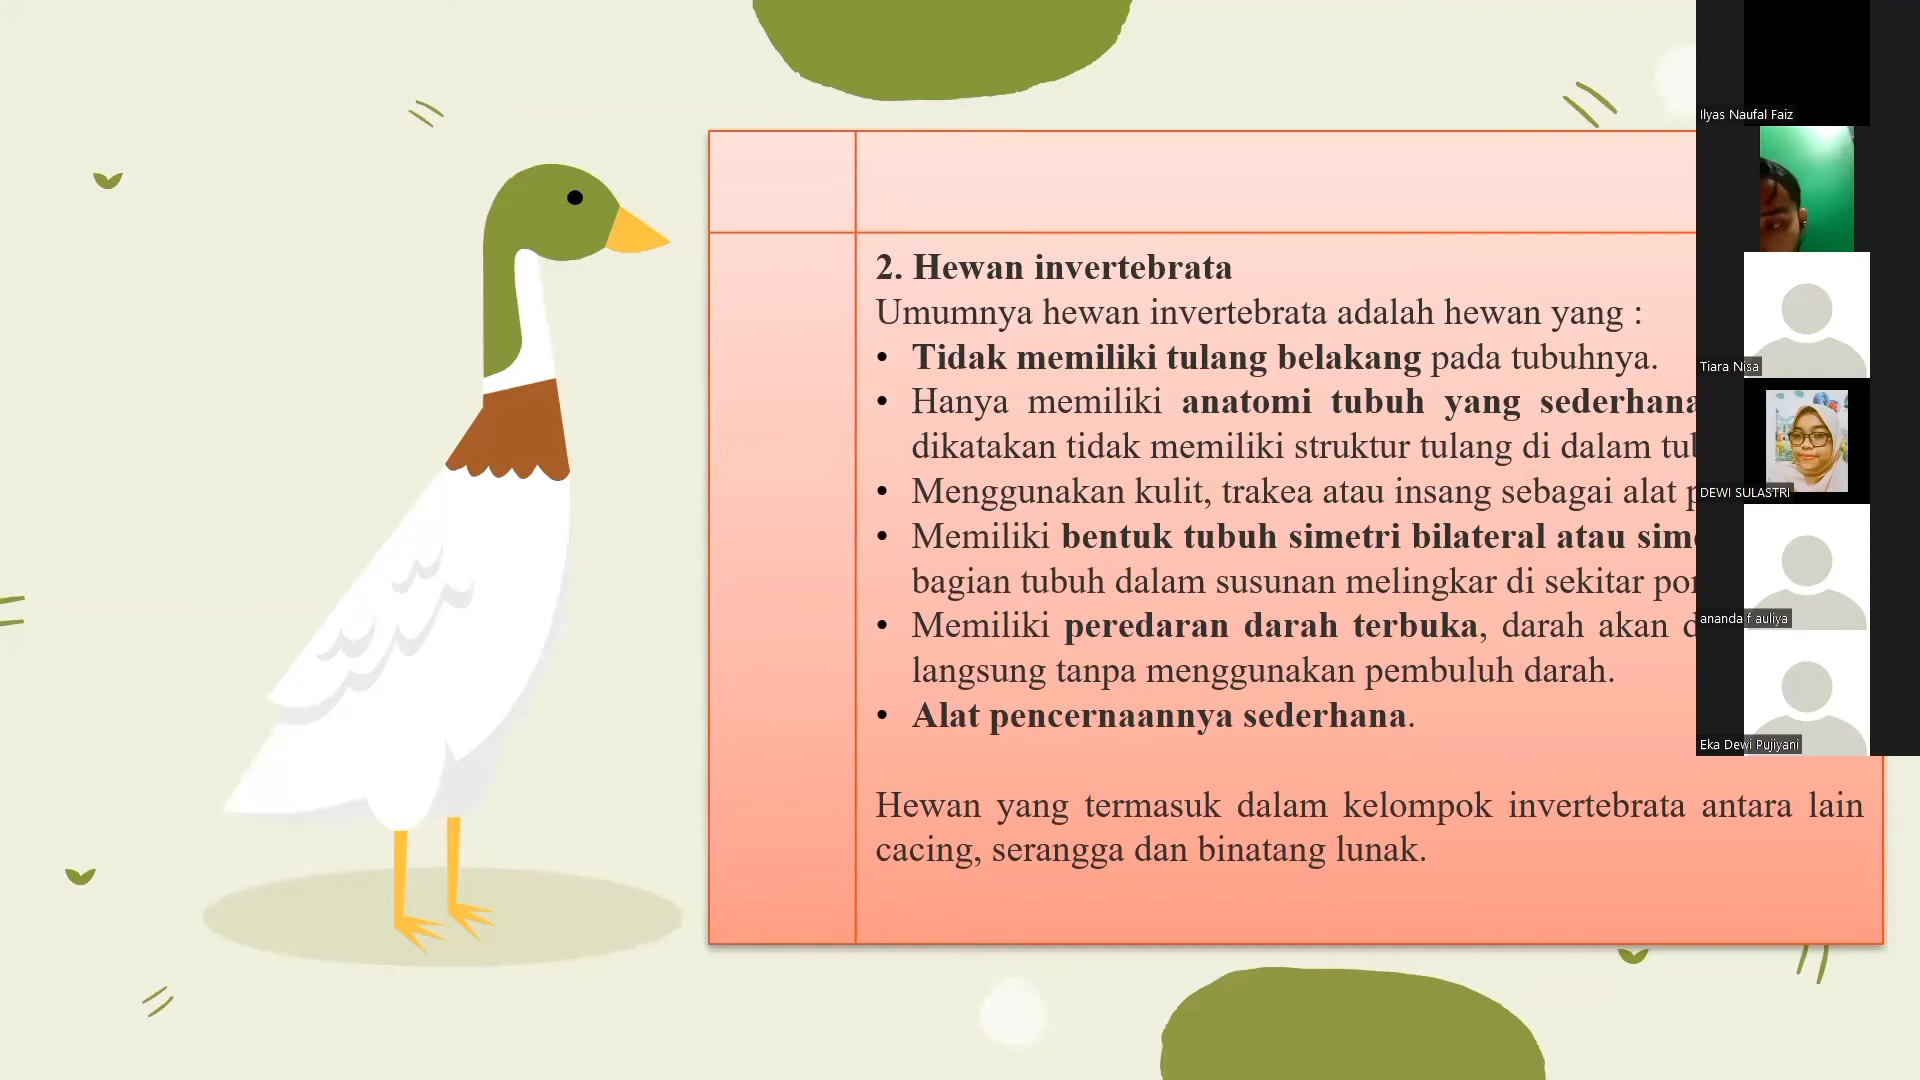 2. Hewan invertebrata
Umumnya hewan invertebrata adalah hewan yang :
• Tidak memiliki tulang belakang pada tubuhnya.
• Hanya memiliki anatomi tubuh yang sederhana
dikatakan tidak memiliki struktur tulang di dalam
• Menggunakan kulit, trakea atau insang sebagai alat
• Memiliki bentuk tubuh simetri bilateral atau
bagian tubuh dalam susunan melingkar di sekitar
• Memiliki peredaran darah terbuka, darah akan
langsung tanpa menggunakan pembuluh darah.
• Alat pencernaannya sederhana.
Hewan yang termasuk dalam kelompok invertebrata antara lain
cacing, serangga dan binatang lunak.
Ilyas Naufal Faiz
Tiara Nisa
DEWI SULASTRI
ananda f auliya
Eka Dewi Pujiyani